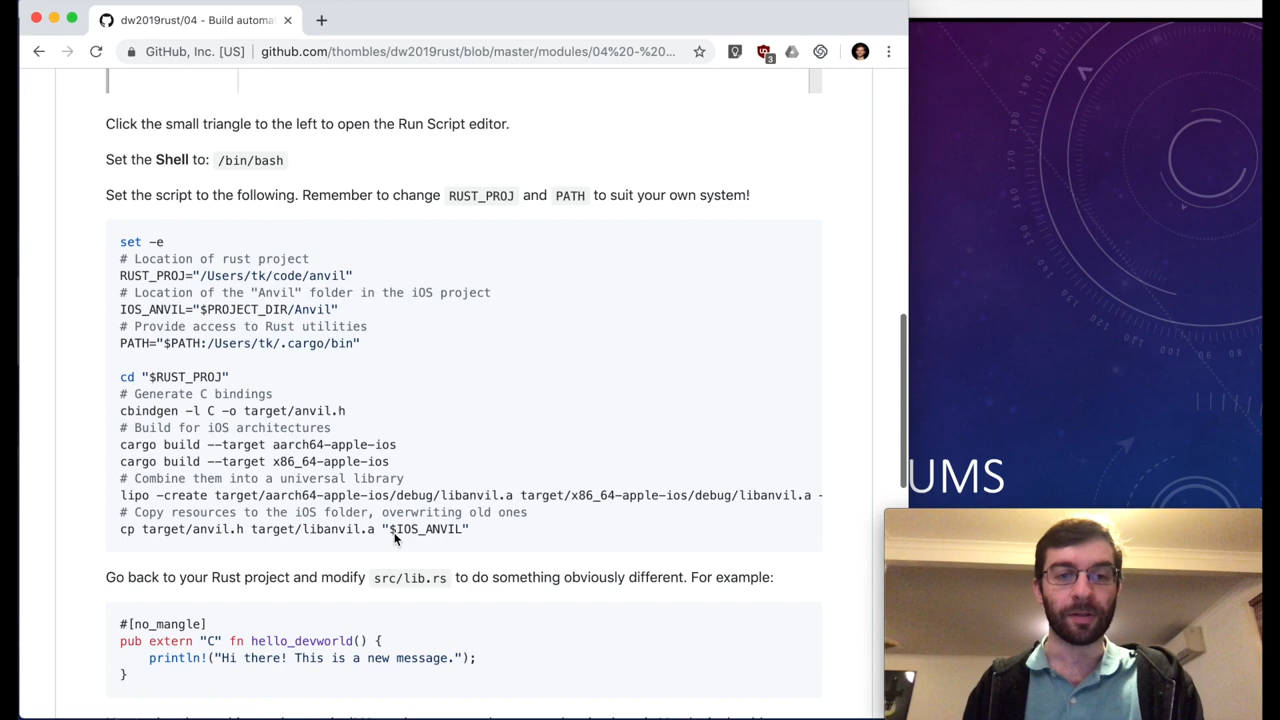 dw2019rust/04 - Build automa
GitHub, Inc. [US] github.com/thombles/dw2019rust/blob/master/modules/04%20-%20...
3
Click the small triangle to the left to open the Run Script editor.
Set the Shell to: /bin/bash
Set the script to the following. Remember to change RUST_PROJ and PATH to suit your own system!
set -e
# Location of rust project
RUST_PROJ="/Users/tk/code/anvil"
# Location of the "Anvil" folder in the iOS project
IOS_ANVIL="$PROJECT_DIR/Anvil"
# Provide access to Rust utilities
PATH="$PATH:/Users/tk/.cargo/bin"
cd "$RUST_PROJ"
# Generate C bindings
cbindgen -l C -o target/anvil.h
# Build for iOS architectures
cargo build --target aarch64-apple-ios
cargo build --target x86_64-apple-ios
# Combine them into a universal library
lipo -create target/aarch64-apple-ios/debug/libanvil.a target/x86_64-apple-ios/debug/libanvil.a -
# Copy resources to the iOS folder, overwriting old ones
cp target/anvil.h target/libanvil.a "$IOS_ANVIL"
Go back to your Rust project and modify src/lib.rs to do something obviously different. For example:
#[no_mangle]
pub extern "C" fn hello_devworld() {
println!("Hi there! This is a new message.");
}
UMS